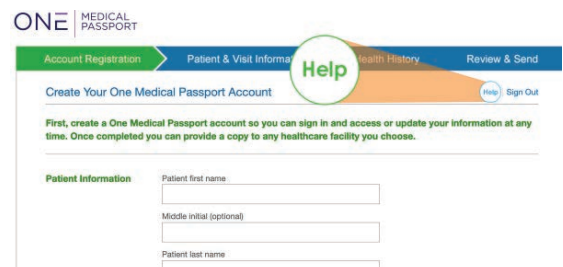 ONE MEDICAL
PASSPORT
Account Registration Patient & Visit Informa Health History Review & Send
Help
Create Your One Medical Passport Account Help Sign Out
First, create a One Medical Passport account so you can sign in and access or update your information at any
time. Once completed you can provide a copy to any healthcare facility you choose.
Patient Information Patient first name
Middle initial (optional)
Patient last name